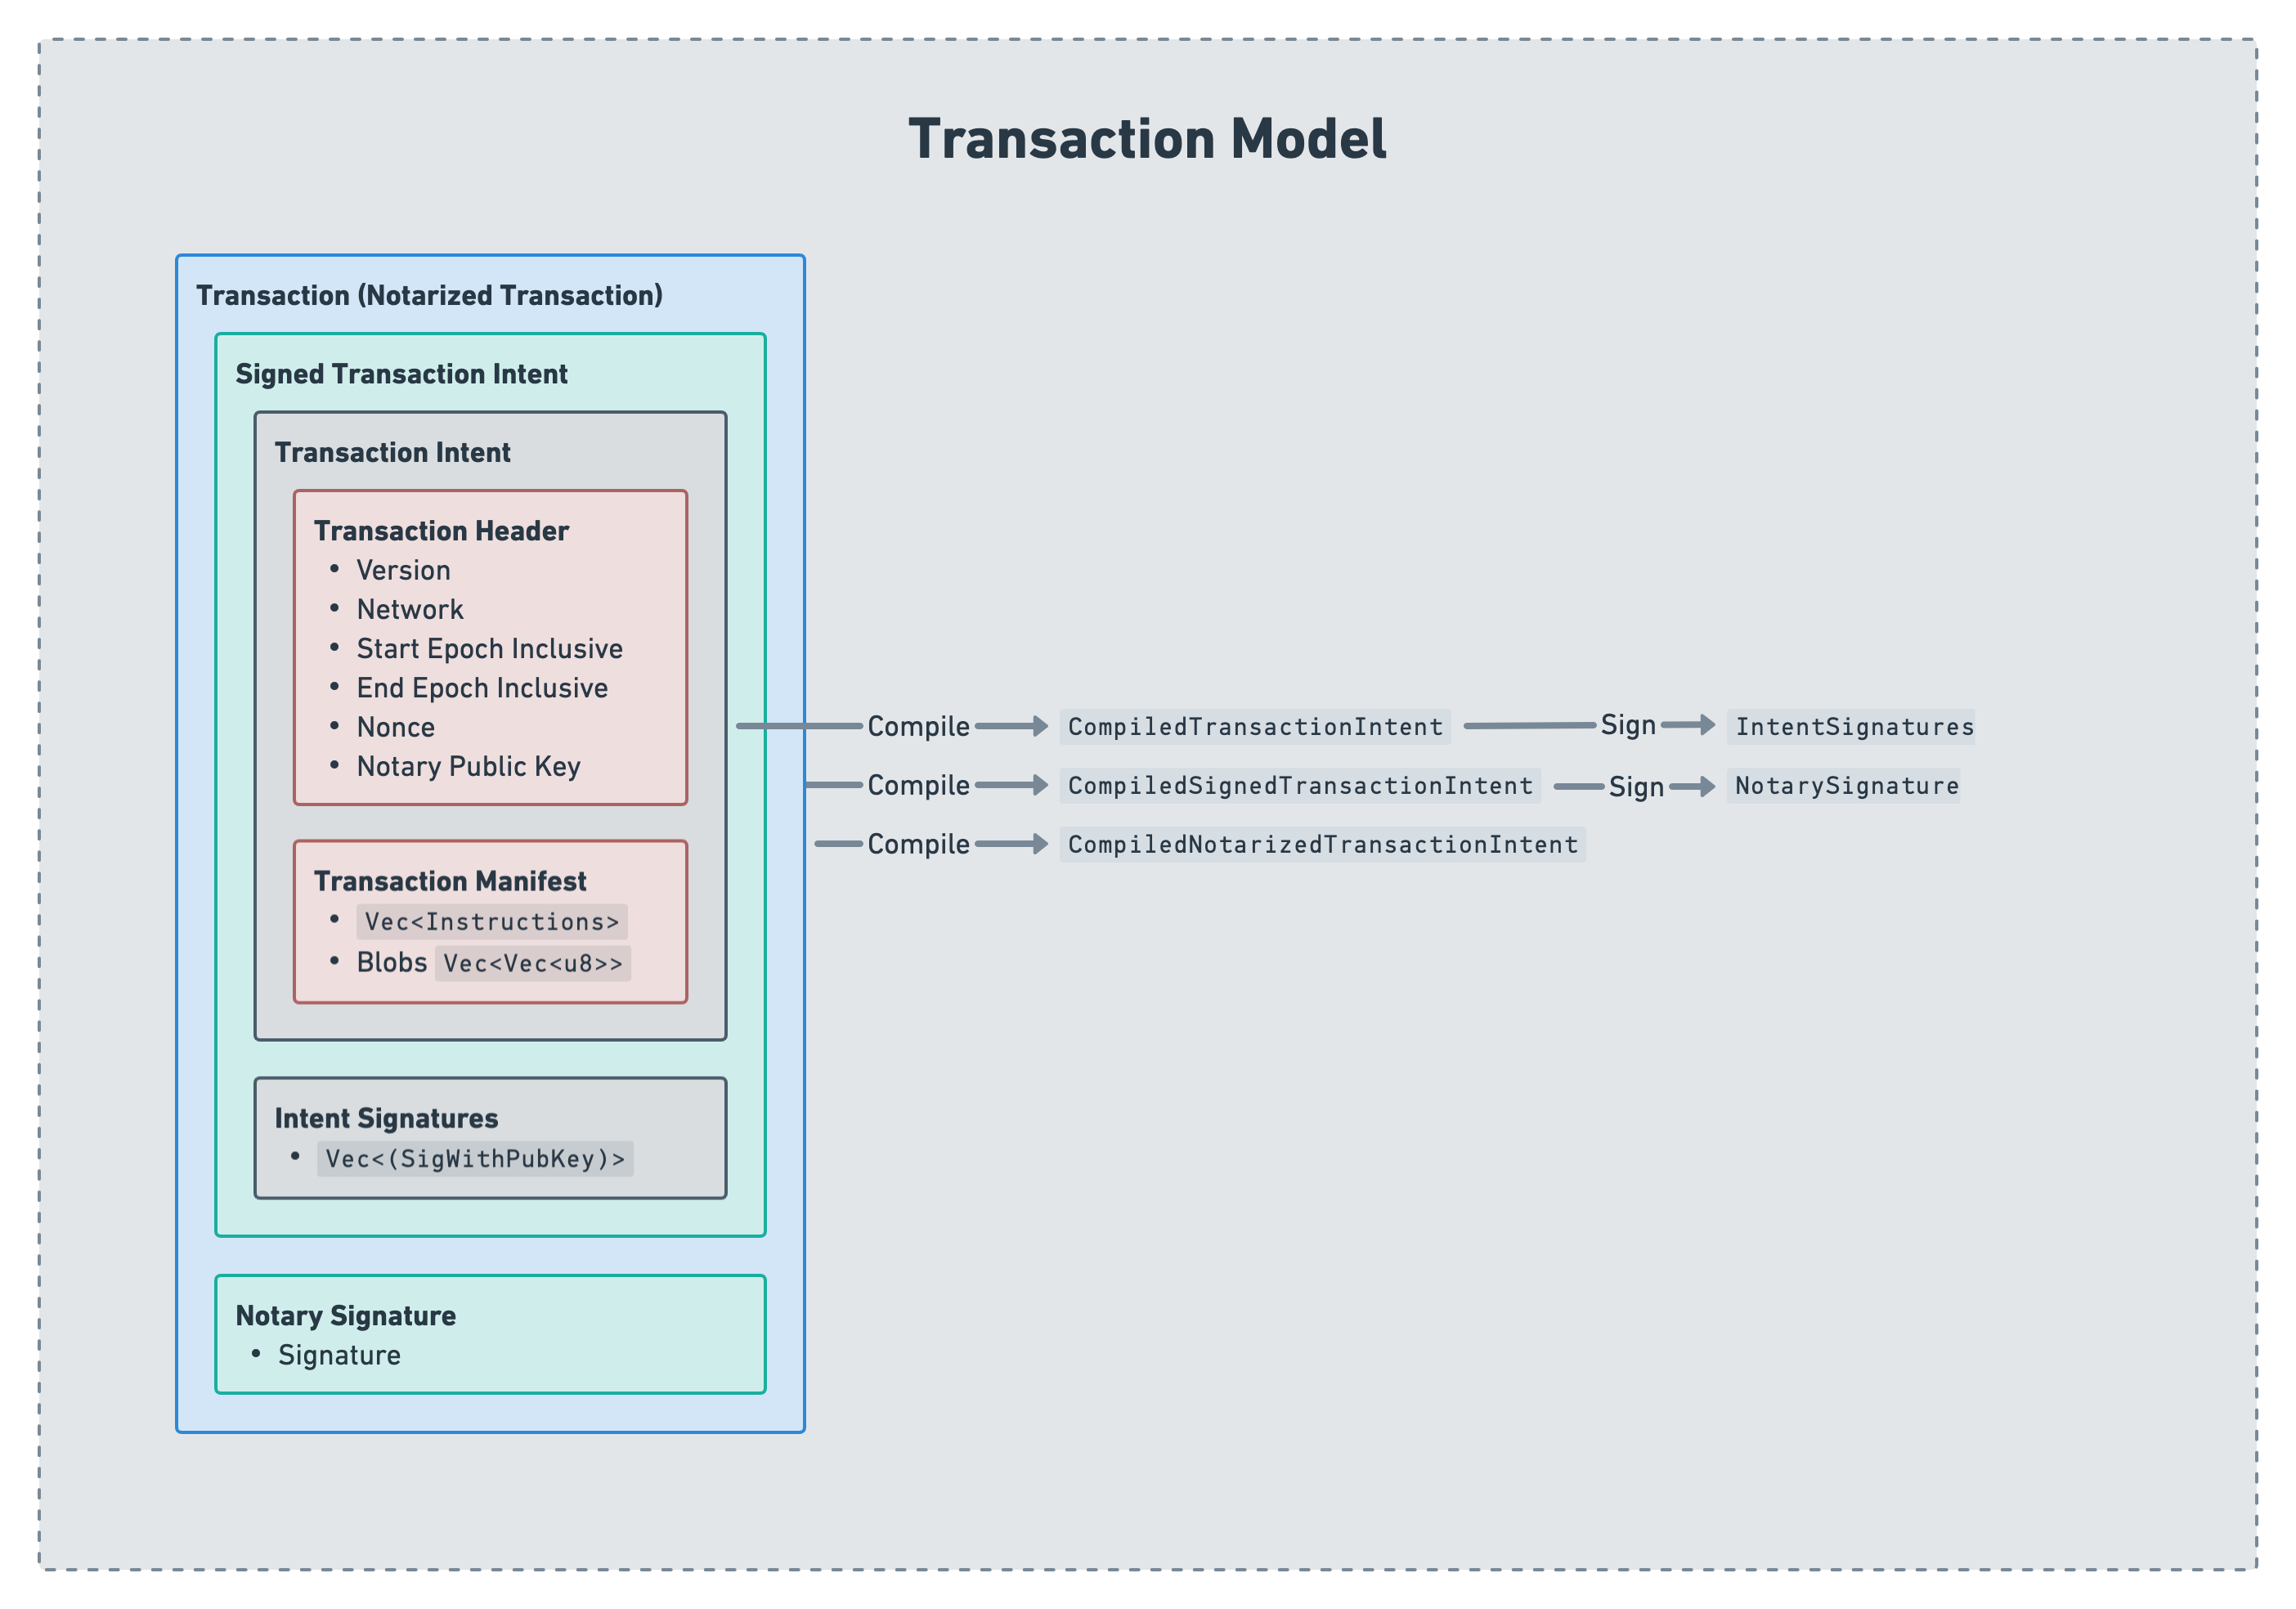 Transaction Model
Transaction (Notarized Transaction)
Signed Transaction Intent
Transaction Intent
Transaction Header
• Version
• Network
• Start Epoch Inclusive
• End Epoch Inclusive
• Nonce
• Notary Public Key
Transaction Manifest
• Vec<Instructions>
• Blobs Vec<Vec<u8>>
Intent Signatures
• Vec<(SigWithPubKey)>
Notary Signature
• Signature
Compile CompiledTransactionIntent Sign IntentSignatures
Compile CompiledSignedTransactionIntent Sign NotarySignature
Compile CompiledNotarizedTransactionIntent